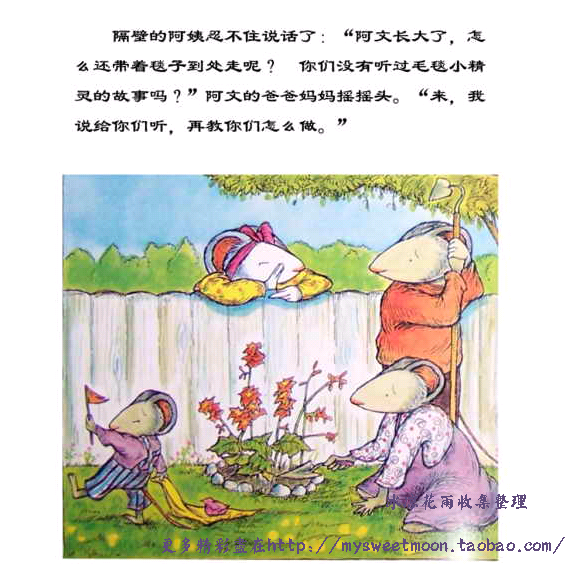 隔壁的阿姨忍不住说话了：“阿文长大了，怎
么还带着毯子到处走呢？ 你们没有听过毛毯小精
灵的故事吗？”阿文的爸爸妈妈摇摇头。“来，我
说给你们听，再教你们怎么做。”
花雨收集整理
更多精彩尽在http://mysweetmoon.taobao.com/